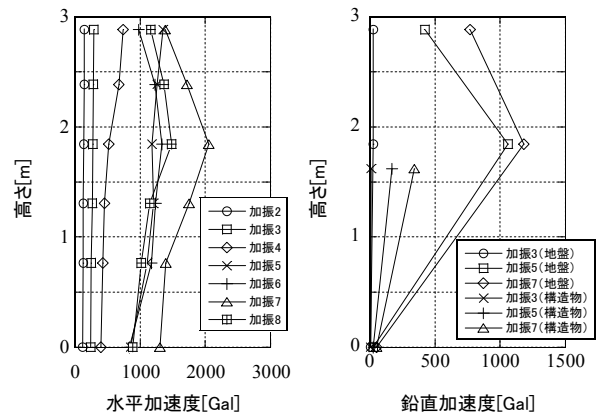 3
2
1
0
高さ[m]
0
1000
2000
3000
水平加速度[Gal]
加振2
加振3
加振4
加振5
加振6
加振7
加振8
3
2
1
0
高さ[m]
0
500
1000
1500
鉛直加速度[Gal]
加振3(地盤)
加振5(地盤)
加振7(地盤)
加振3(構造物)
加振5(構造物)
加振7(構造物)